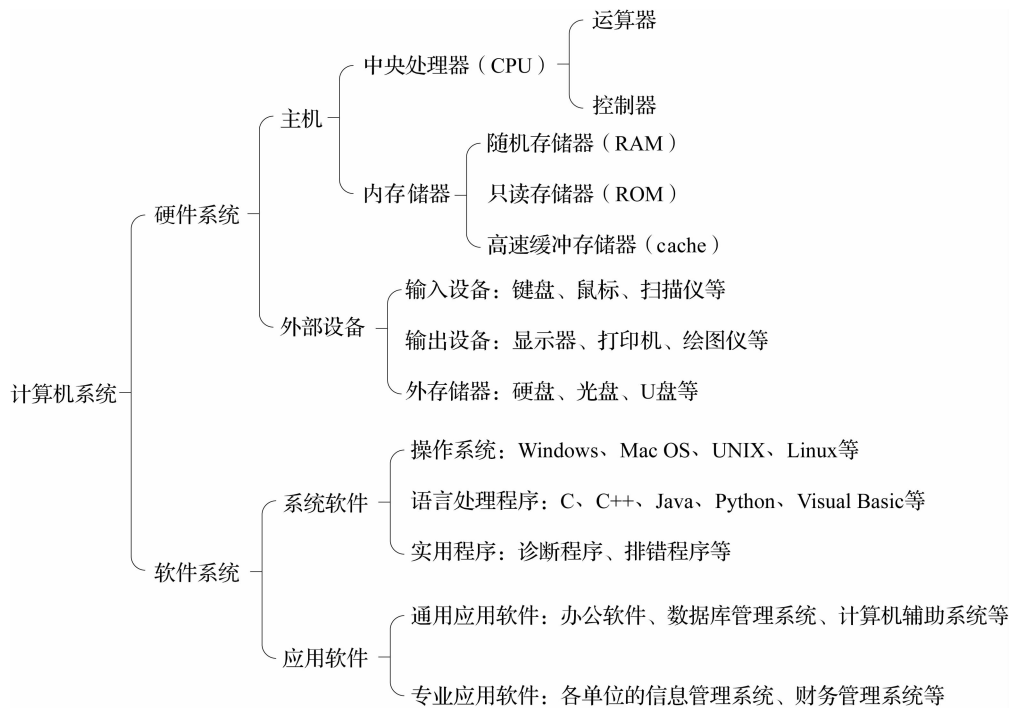 运算器
中央处理器（CPU）
控制器
主机
随机存储器（RAM）
内存储器
只读存储器（ROM）
硬件系统
高速缓冲存储器（cache）
输入设备：键盘、鼠标、扫描仪等
外部设备
输出设备：显示器、打印机、绘图仪等
计算机系统
外存储器：硬盘、光盘、U盘等
操作系统：Windows、Mac OS、UNIX、Linux等
系统软件
语言处理程序：C、C++、Java、Python、Visual Basic等
实用程序：诊断程序、排错程序等
软件系统
通用应用软件：办公软件、数据库管理系统、计算机辅助系统等
应用软件
专业应用软件：各单位的信息管理系统、财务管理系统等